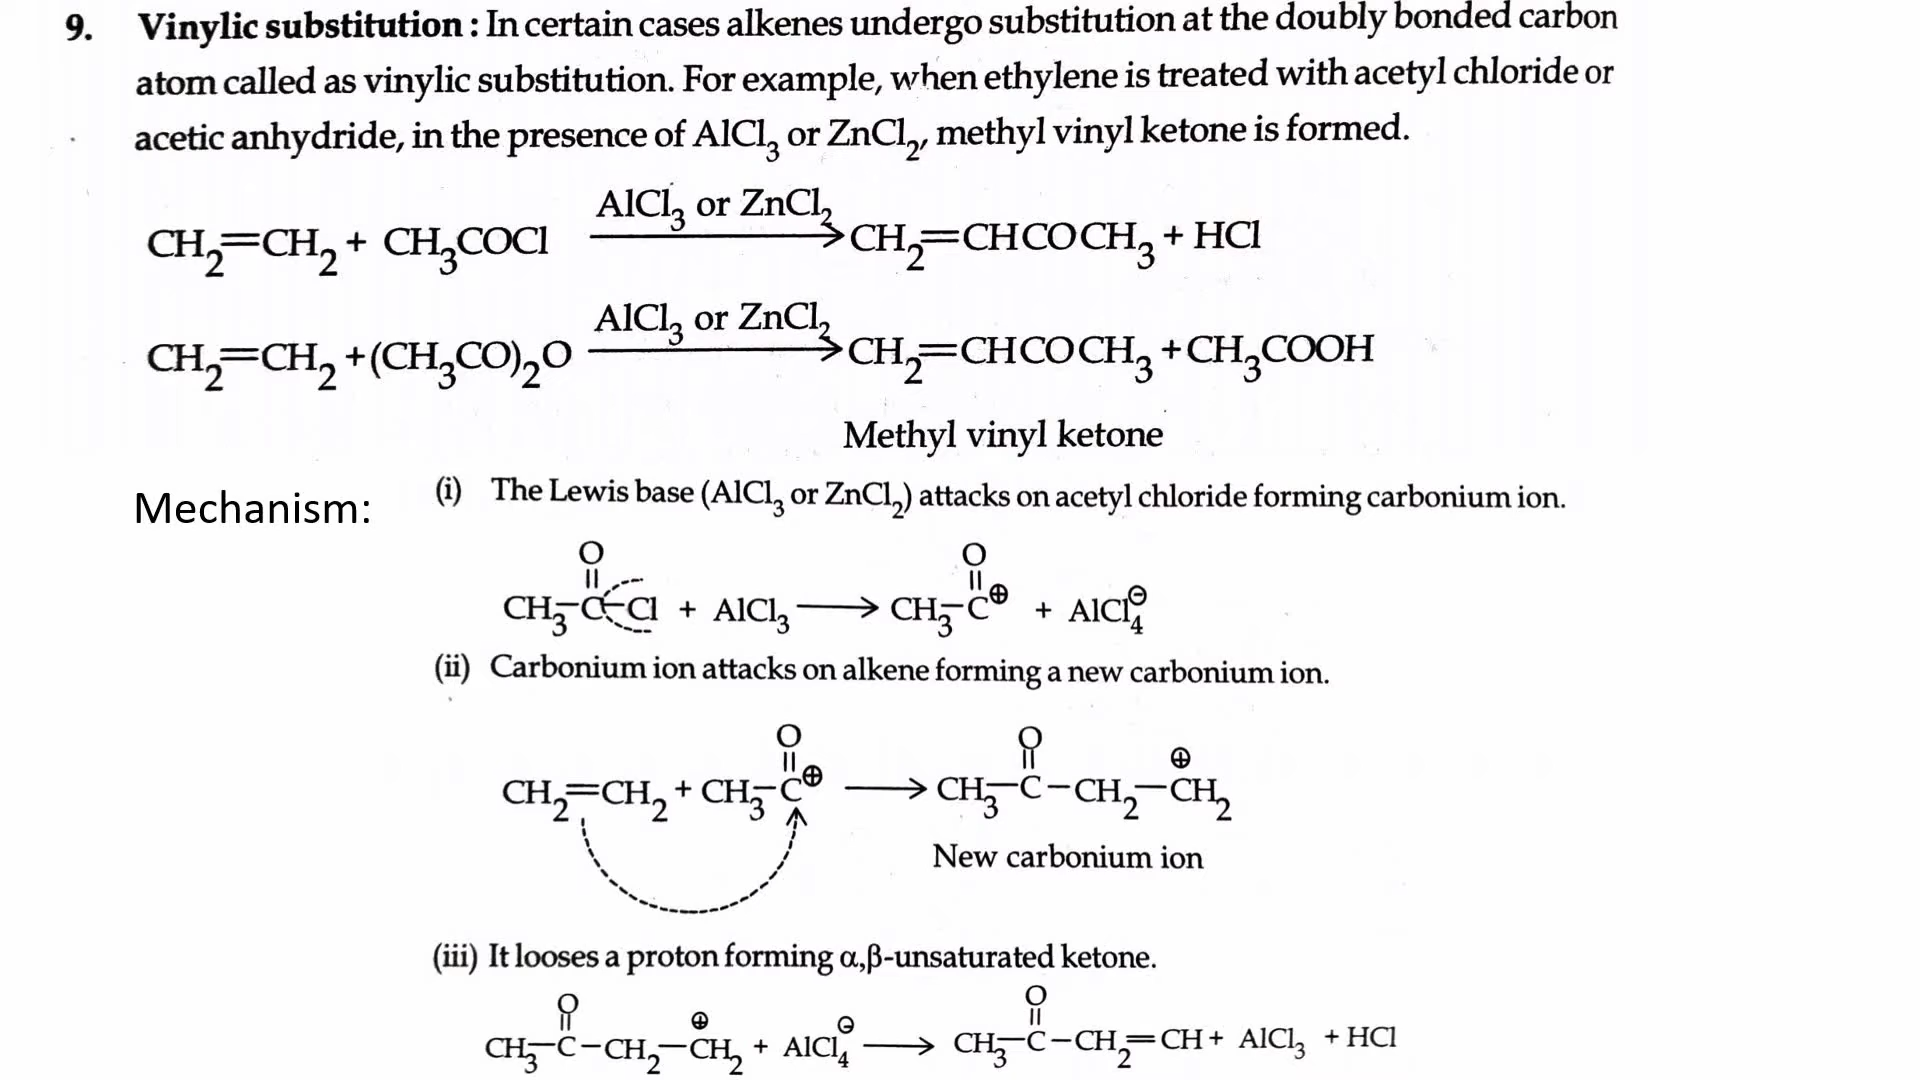 9. Vinylic substitution : In certain cases alkenes undergo substitution at the doubly bonded carbon
atom called as vinylic substitution. For example, when ethylene is treated with acetyl chloride or
acetic anhydride, in the presence of AlCl₃ or ZnCl₂, methyl vinyl ketone is formed.
AlCl₃ or ZnCl₂
CH₂=CH₂ + CH₃COCl ⟶ CH₂=CHCOCH₃ + HCl
AlCl₃ or ZnCl₂
CH₂=CH₂ +(CH₃CO)₂O ⟶ CH₂=CHCOCH₃ +CH₃COOH
Methyl vinyl ketone
Mechanism: (i) The Lewis base (AlCl₃ or ZnCl₂) attacks on acetyl chloride forming carbonium ion.
O O
CH₃–C–Cl + AlCl₃ ⟶ CH₃–C⊕ + AlCl₄⊖
(ii) Carbonium ion attacks on alkene forming a new carbonium ion.
O O ⊕
CH₂=CH₂ + CH₃–C⊕ ⟶ CH₃–C–CH₂–CH₂
New carbonium ion
(iii) It looses a proton forming α,β-unsaturated ketone.
O ⊕ ⊖ O
CH₃–C–CH₂–CH₂ + AlCl₄ ⟶ CH₃–C–CH₂=CH + AlCl₃ + HCl